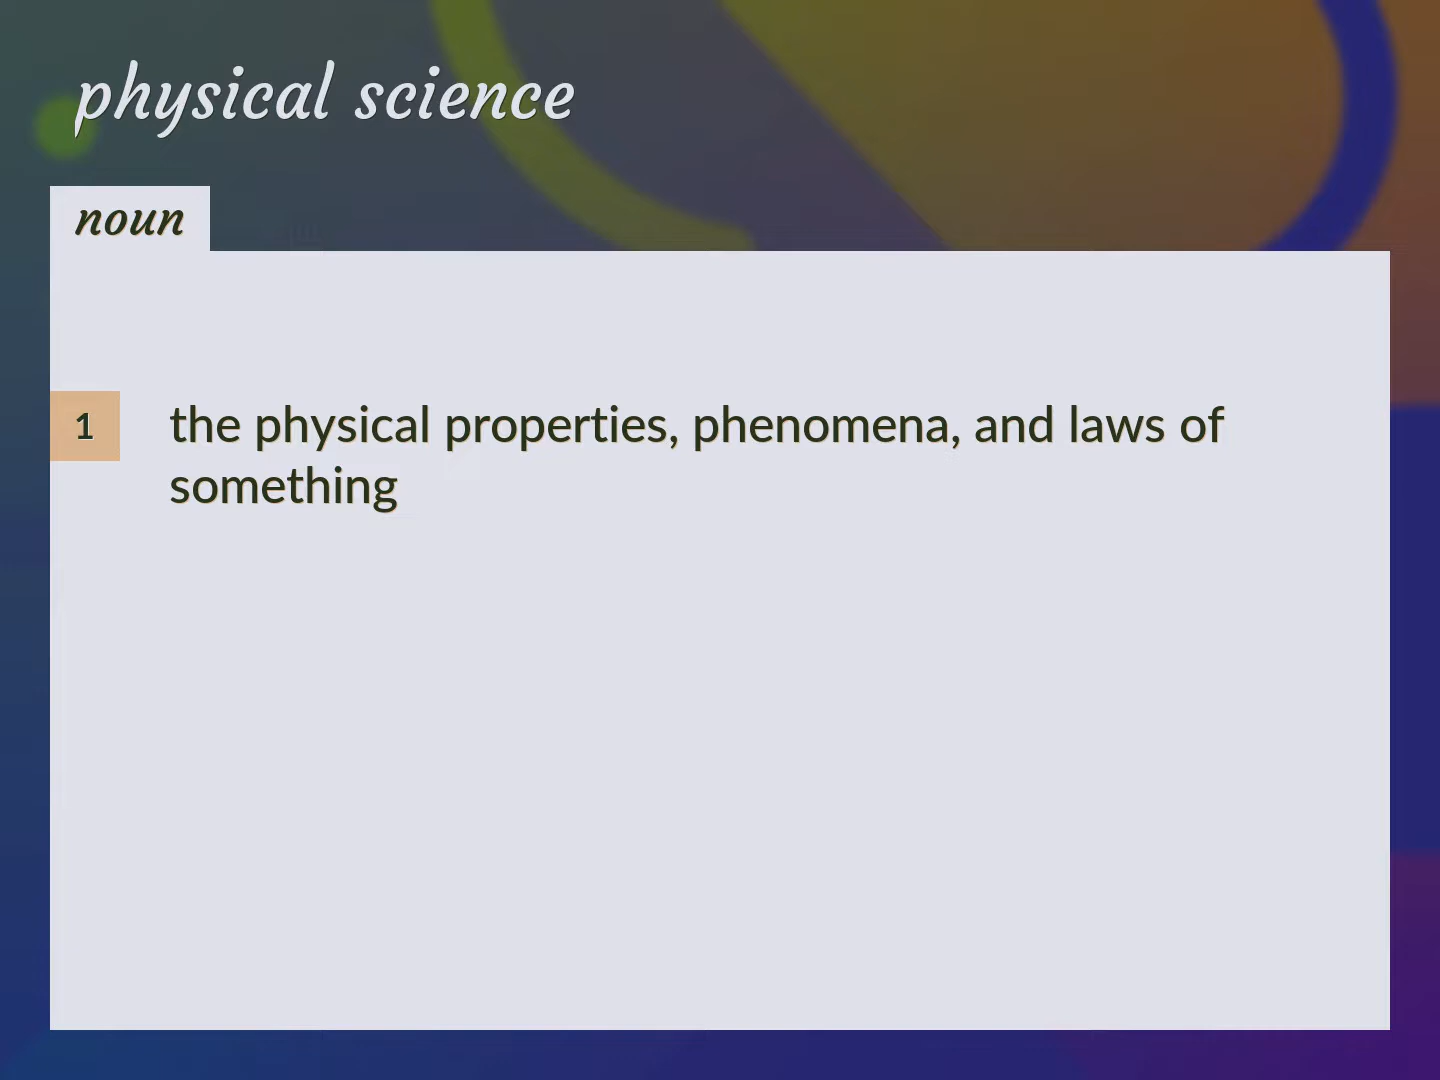 physical science
noun
1
the physical properties, phenomena, and laws of
something